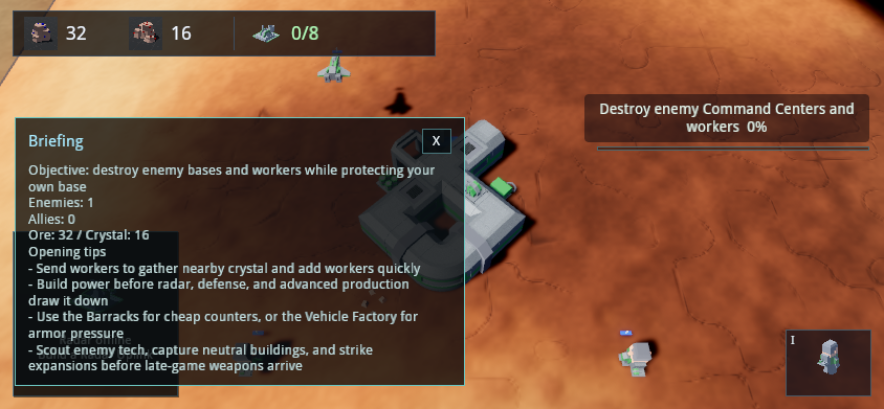 32 16 0/8
Destroy enemy Command Centers and
workers 0%
Briefing X
Objective: destroy enemy bases and workers while protecting your
own base
Enemies: 1
Allies: 0
Ore: 32 / Crystal: 16
Opening tips
- Send workers to gather nearby crystal and add workers quickly
- Build power before radar, defense, and advanced production
draw it down
- Use the Barracks for cheap counters, or the Vehicle Factory for
armor pressure
Radar offline
- Scout enemy tech, capture neutral buildings, and strike
expansions before late-game weapons arrive
I